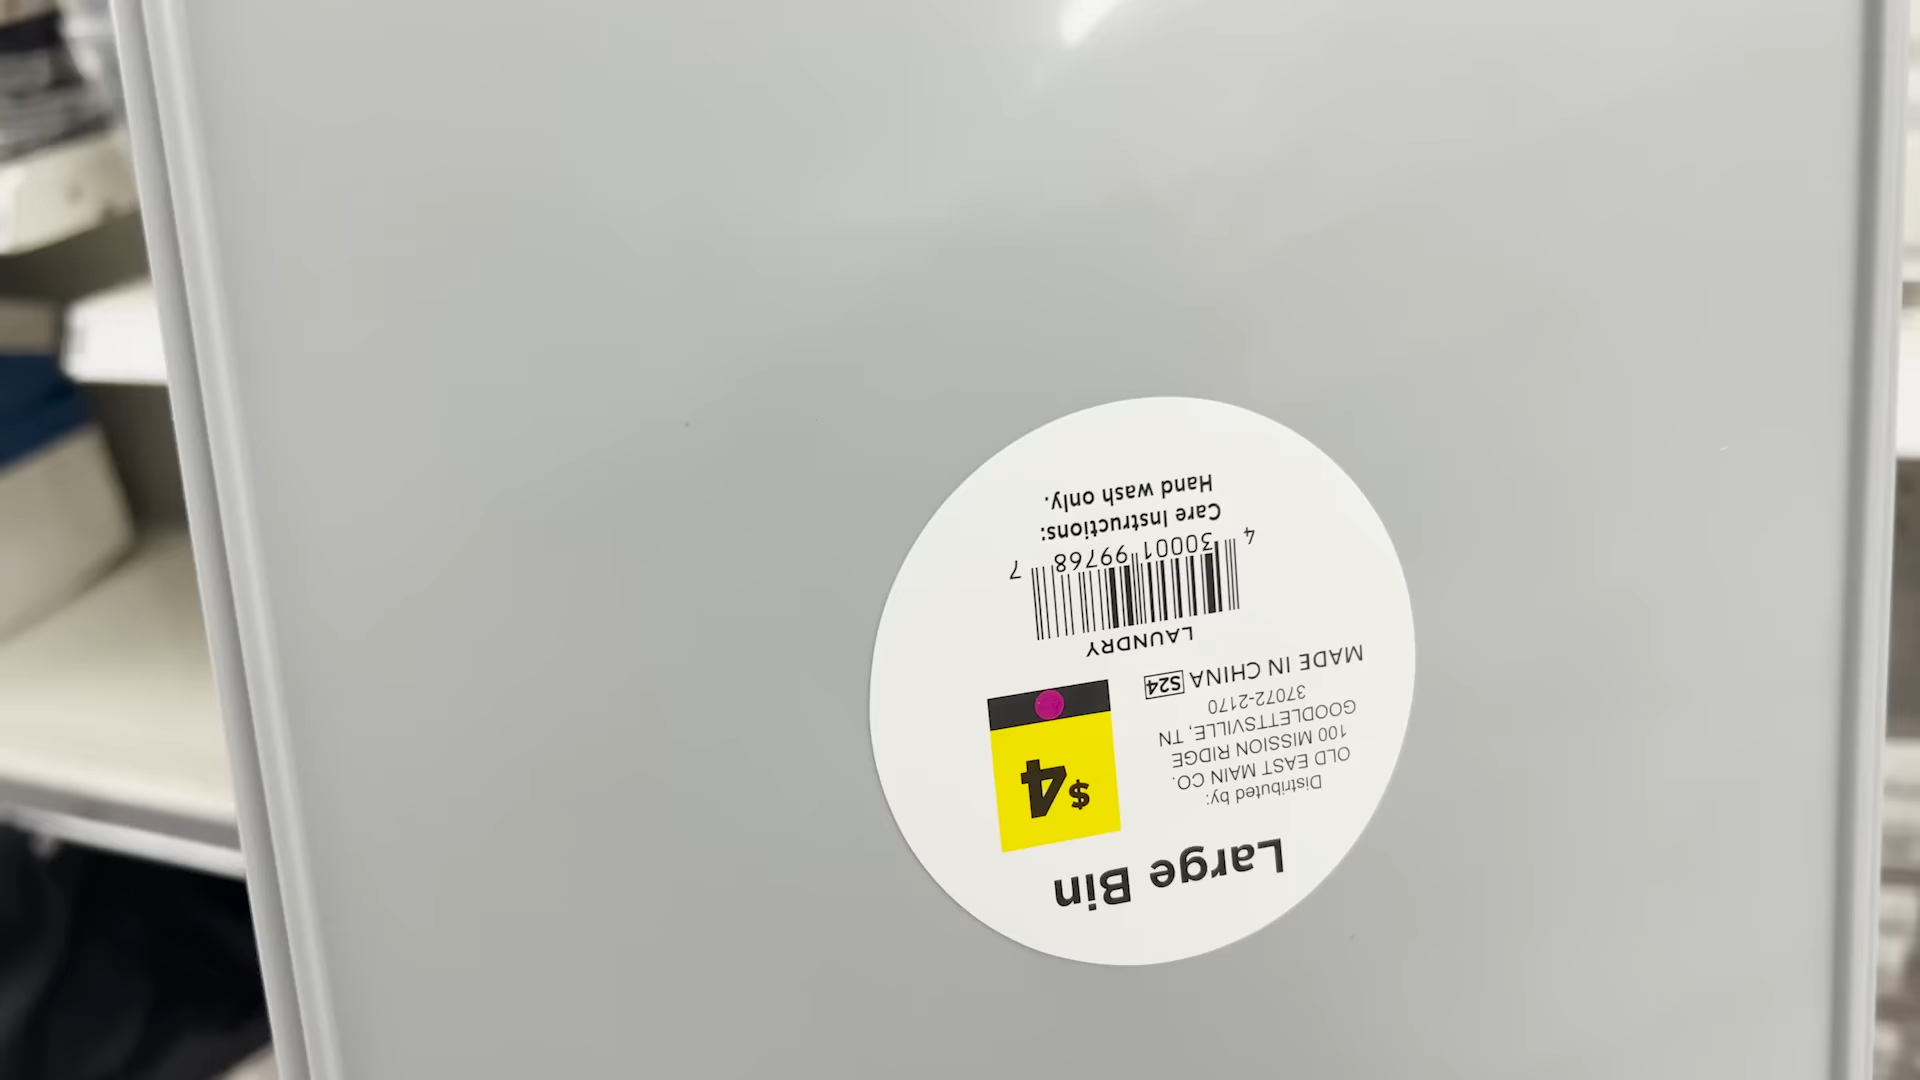 Large Bin
Distributed by:
OLD EAST MAIN CO.
100 MISSION RIDGE
GOODLETTSVILLE, TN
37072-2170
MADE IN CHINA S24
$4
LAUNDRY
4 30001 99768 7
Care Instructions:
Hand wash only.